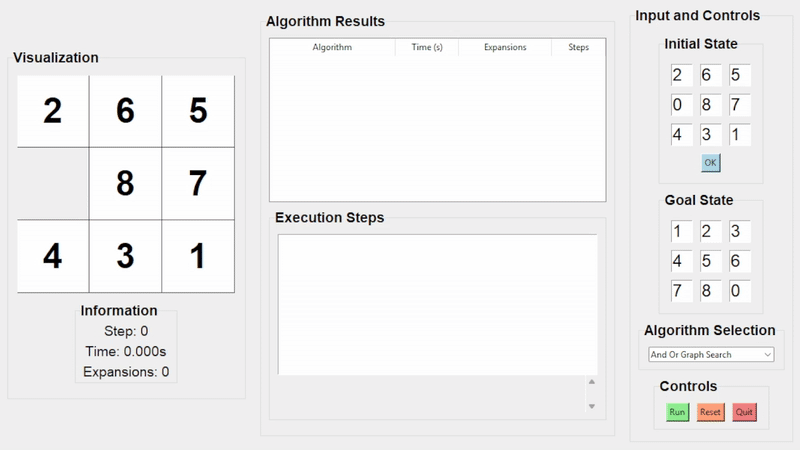 Visualization
2 6 5
8 7
4 3 1
Information
Step: 0
Time: 0.000s
Expansions: 0
Algorithm Results
Algorithm Time (s) Expansions Steps
Execution Steps
Input and Controls
Initial State
2 6 5
0 8 7
4 3 1
OK
Goal State
1 2 3
4 5 6
7 8 0
Algorithm Selection
And Or Graph Search
Controls
Run Reset Quit